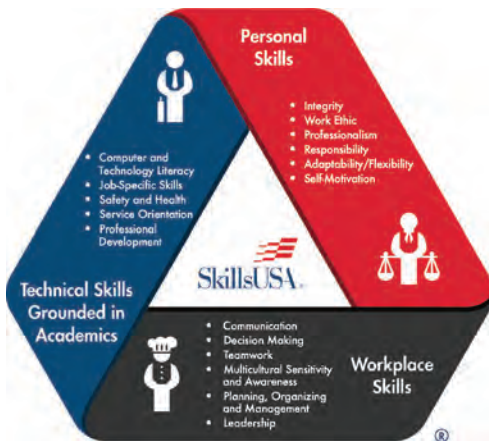 Personal
Skills
• Integrity
• Work Ethic
• Professionalism
• Responsibility
• Adaptability/Flexibility
• Self-Motivation
• Computer and
Technology Literacy
• Job-Specific Skills
• Safety and Health
• Service Orientation
• Professional
Development
Technical Skills
Grounded in
Academics
SkillsUSA®
• Communication
• Decision Making
• Teamwork
• Multicultural Sensitivity
and Awareness
• Planning, Organizing
and Management
• Leadership
Workplace
Skills
®